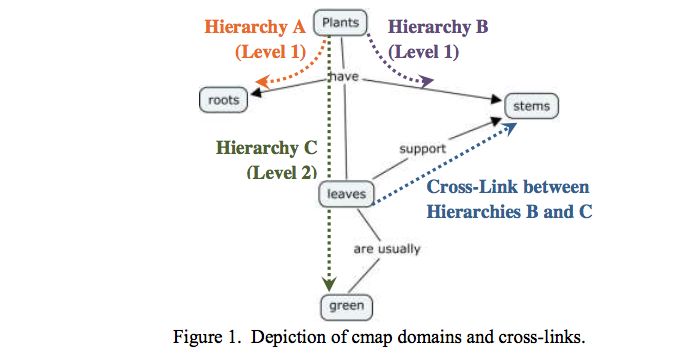 Hierarchy A
(Level 1)
Plants
Hierarchy B
(Level 1)
have
roots
stems
Hierarchy C
(Level 2)
support
leaves
Cross-Link between
Hierarchies B and C
are usually
green
Figure 1.  Depiction of cmap domains and cross-links.